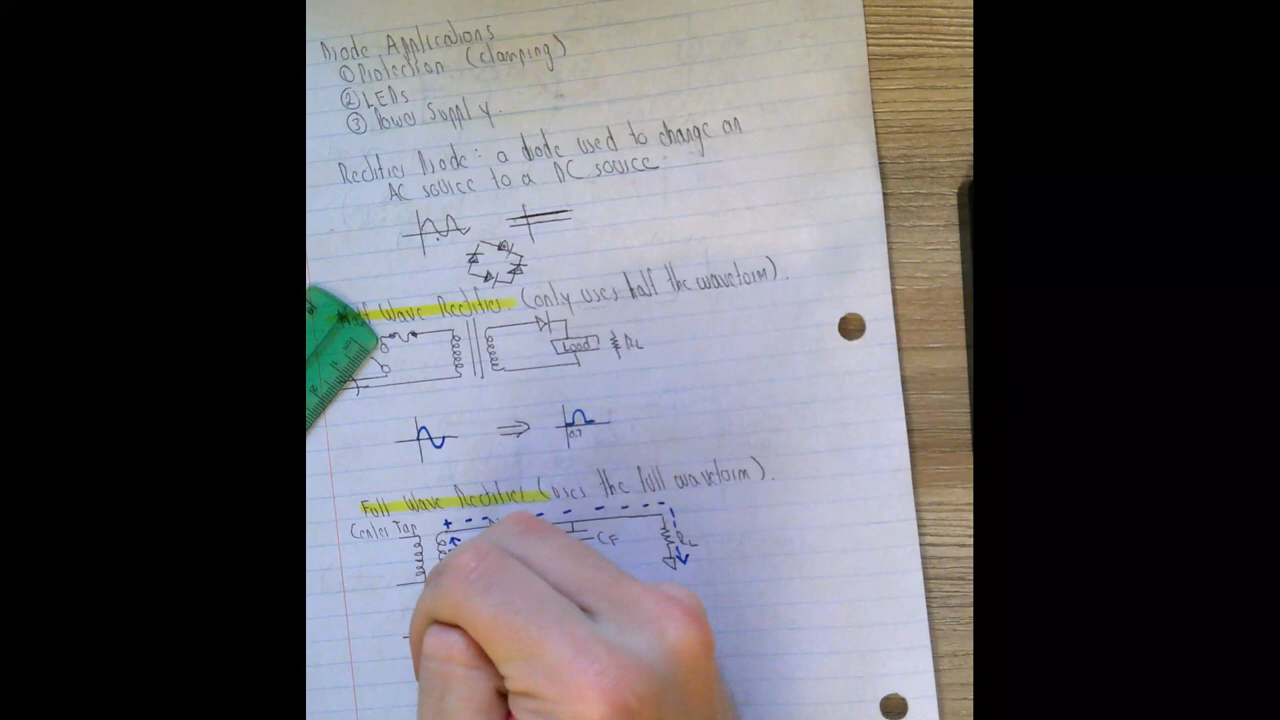 Diode Applications
① Protection (clamping)
② LEDs
③ Power Supply.
Rectifier Diode: a diode used to change an
AC source to a DC source.
Half Wave Rectifier. (only uses half the waveform).
Load RL
0.7
Full Wave Rectifier. (uses the full waveform).
Center Tap
+
CF RL